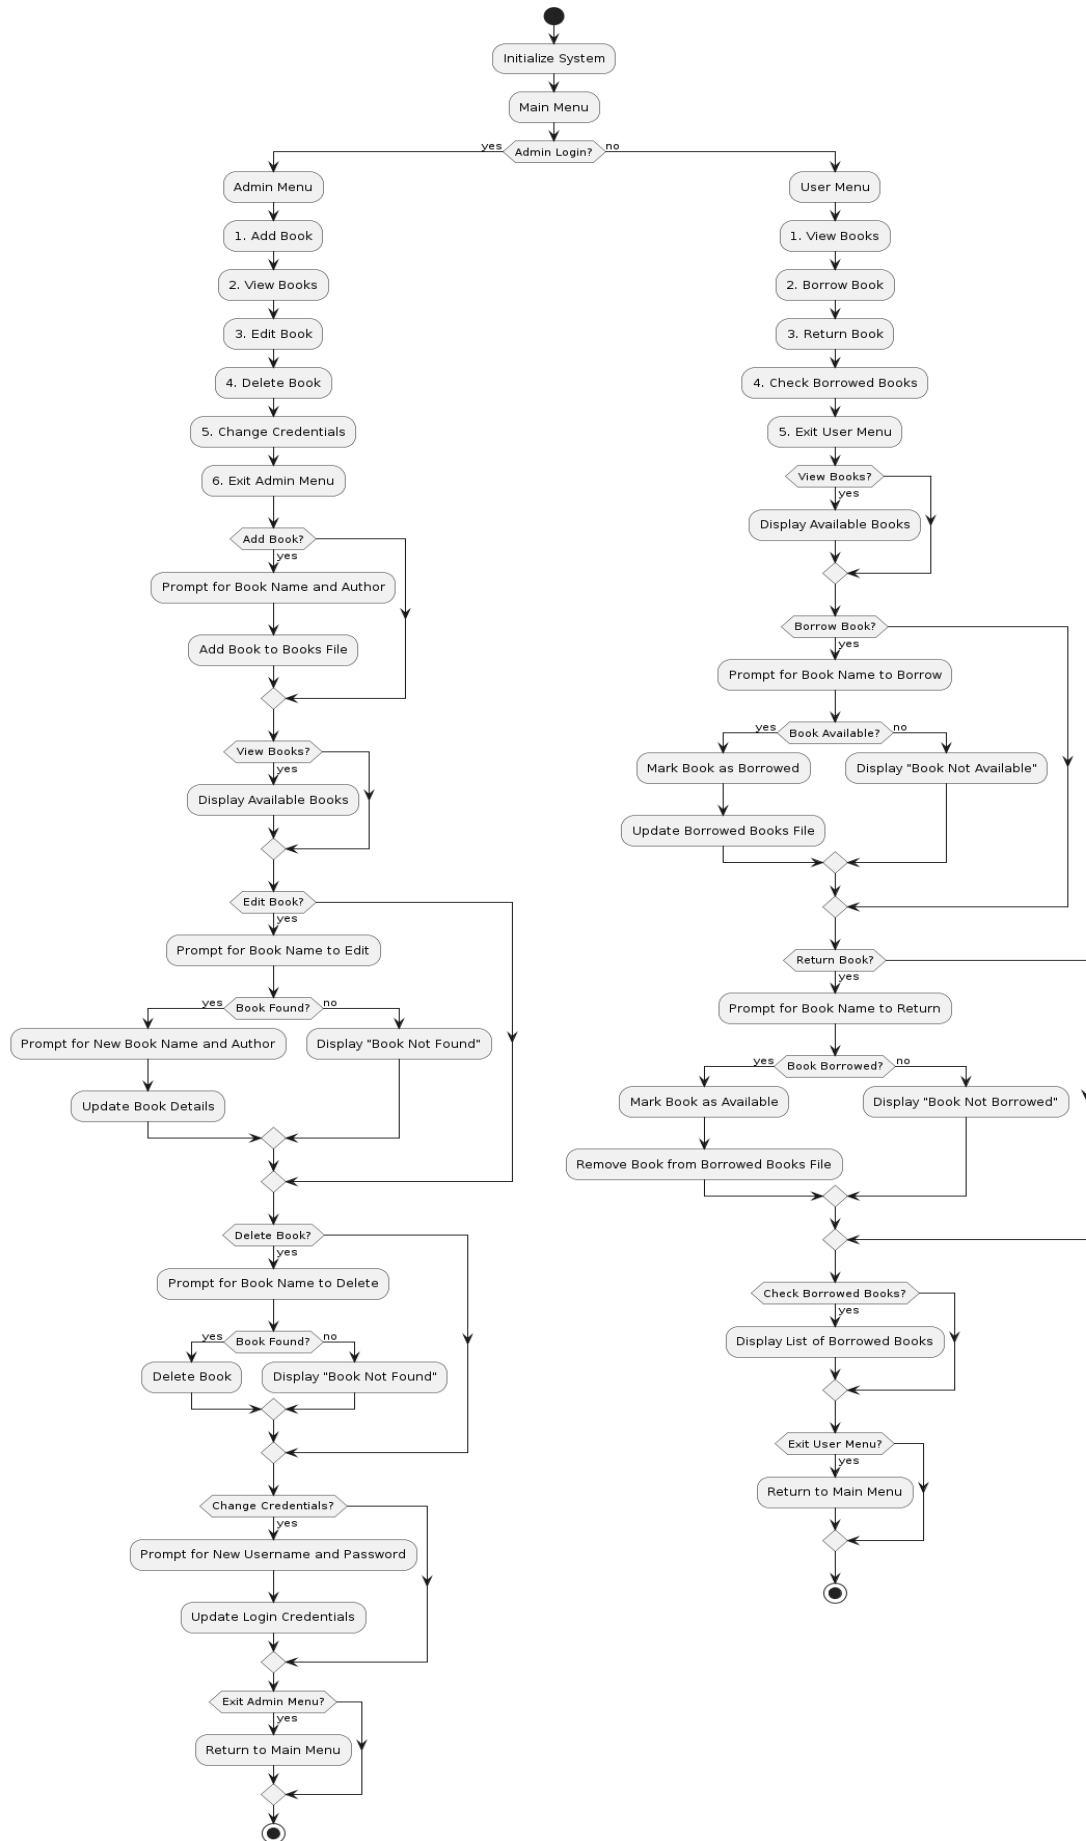 Initialize System
Main Menu
yes
Admin Login?
no
Admin Menu
1. Add Book
2. View Books
3. Edit Book
4. Delete Book
5. Change Credentials
6. Exit Admin Menu
Add Book?
yes
Prompt for Book Name and Author
Add Book to Books File
View Books?
yes
Display Available Books
Edit Book?
yes
Prompt for Book Name to Edit
yes
Book Found?
no
Prompt for New Book Name and Author
Display "Book Not Found"
Update Book Details
Delete Book?
yes
Prompt for Book Name to Delete
yes
Book Found?
no
Delete Book
Display "Book Not Found"
Change Credentials?
yes
Prompt for New Username and Password
Update Login Credentials
Exit Admin Menu?
yes
Return to Main Menu
User Menu
1. View Books
2. Borrow Book
3. Return Book
4. Check Borrowed Books
5. Exit User Menu
View Books?
yes
Display Available Books
Borrow Book?
yes
Prompt for Book Name to Borrow
yes
Book Available?
no
Mark Book as Borrowed
Display "Book Not Available"
Update Borrowed Books File
Return Book?
yes
Prompt for Book Name to Return
yes
Book Borrowed?
no
Mark Book as Available
Display "Book Not Borrowed"
Remove Book from Borrowed Books File
Check Borrowed Books?
yes
Display List of Borrowed Books
Exit User Menu?
yes
Return to Main Menu